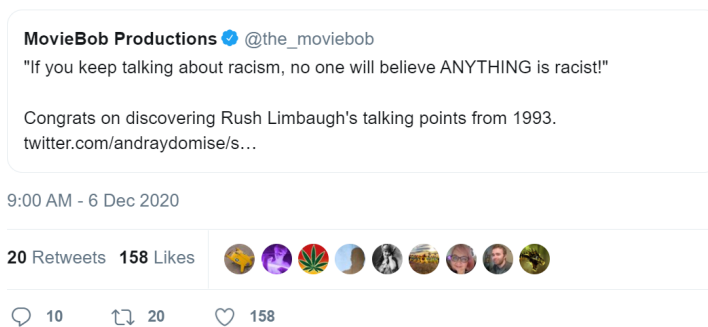 MovieBob Productions @the_moviebob
"If you keep talking about racism, no one will believe ANYTHING is racist!"
Congrats on discovering Rush Limbaugh's talking points from 1993.
twitter.com/andraydomise/s…
9:00 AM - 6 Dec 2020
20 Retweets 158 Likes
10 20 158